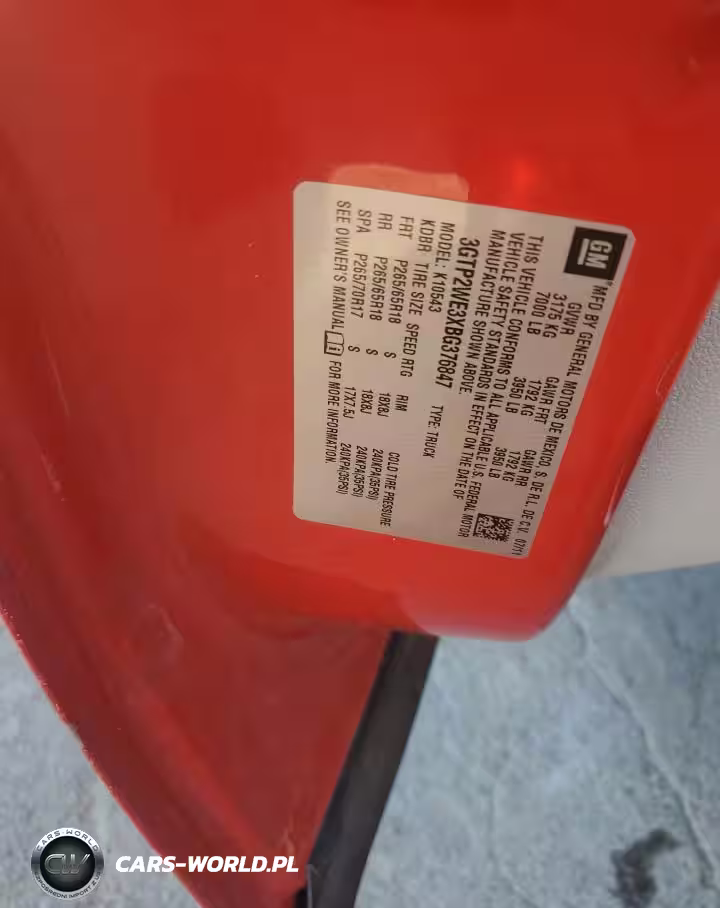 GM
MFD BY GENERAL MOTORS DE MEXICO, S. DE R.L. DE C.V. 07/11
GVWR GAWR FRT GAWR RR
3175 KG 1792 KG 1792 KG
7000 LB 3950 LB 3950 LB
THIS VEHICLE CONFORMS TO ALL APPLICABLE U.S. FEDERAL MOTOR
VEHICLE SAFETY STANDARDS IN EFFECT ON THE DATE OF
MANUFACTURE SHOWN ABOVE.
3GTP2WE3XBG376847 TYPE: TRUCK
MODEL: K10543
KDBR TIRE SIZE SPEED RTG RIM COLD TIRE PRESSURE
FRT P265/65R18 S 18X8J 240KPA(35PSI)
RR P265/65R18 S 18X8J 240KPA(35PSI)
SPA P265/70R17 S 17X7.5J 240KPA(35PSI)
SEE OWNER'S MANUAL FOR MORE INFORMATION.
CARS-WORLD
CW
CARS-WORLD.PL